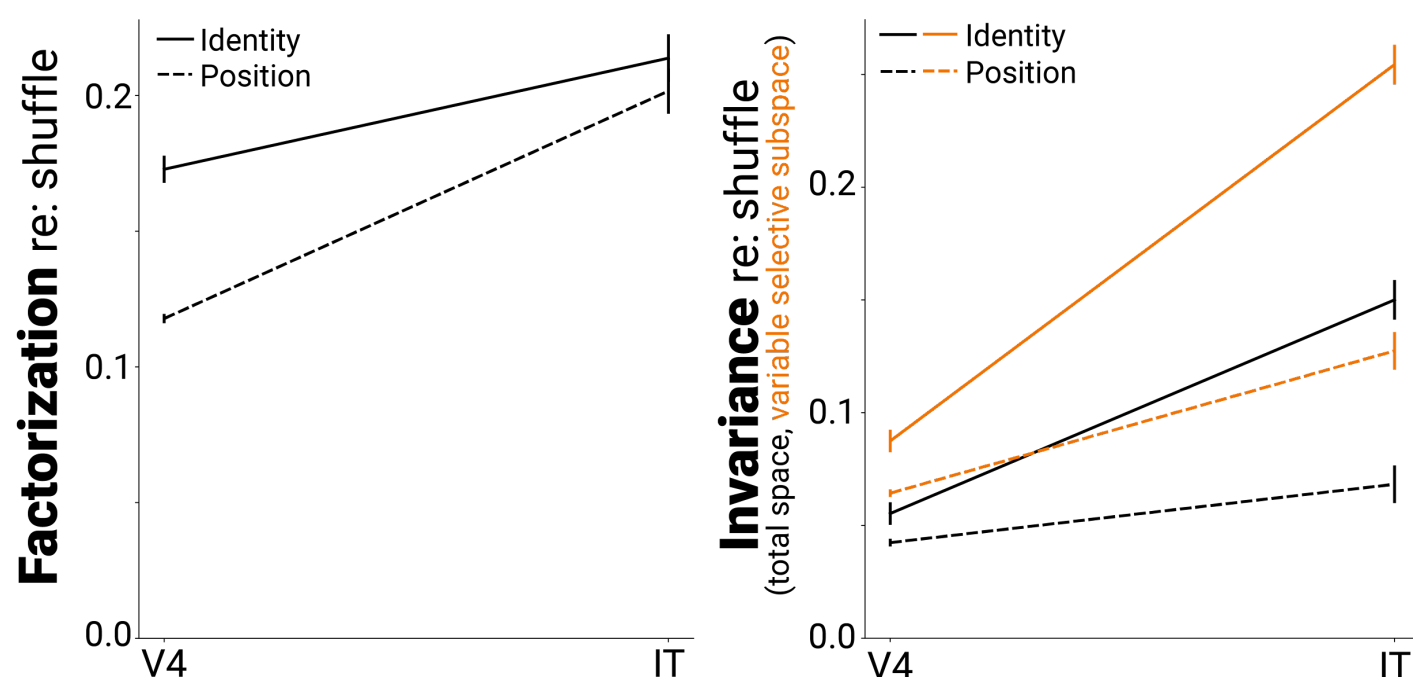 Factorization re: shuffle
Identity
Position
0.2
0.1
0.0
V4
IT
Invariance re: shuffle
(total space, variable selective subspace)
Identity
Position
0.2
0.1
0.0
V4
IT